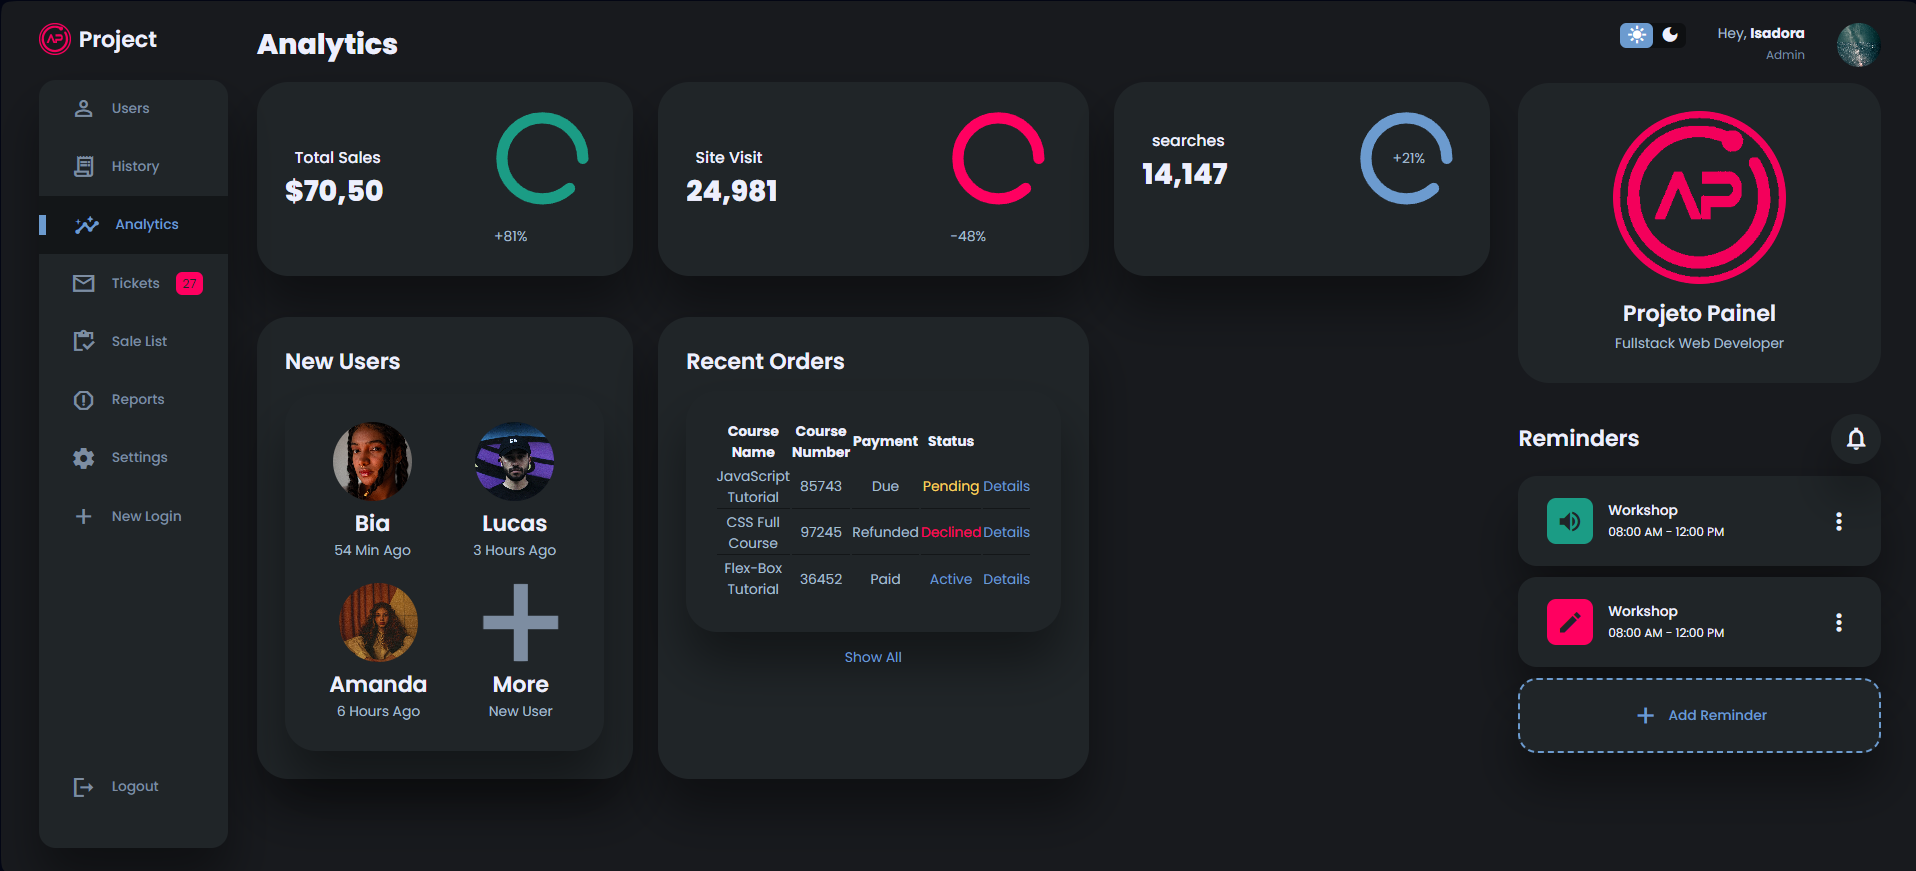 AP Project
Users
History
Analytics
Tickets 27
Sale List
Reports
Settings
New Login
Logout
Analytics
Total Sales
$70,50
+81%
Site Visit
24,981
-48%
searches
14,147
+21%
New Users
Bia
54 Min Ago
Lucas
3 Hours Ago
Amanda
6 Hours Ago
More
New User
Recent Orders
Course Name Course Number Payment Status
JavaScript Tutorial 85743 Due Pending Details
CSS Full Course 97245 Refunded Declined Details
Flex-Box Tutorial 36452 Paid Active Details
Show All
Hey, Isadora
Admin
AP
Projeto Painel
Fullstack Web Developer
Reminders
Workshop
08:00 AM - 12:00 PM
Workshop
08:00 AM - 12:00 PM
Add Reminder